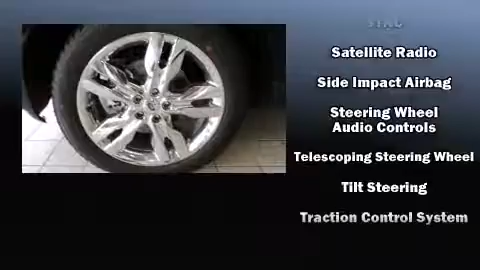 Satellite Radio
Side Impact Airbag
Steering Wheel
Audio Controls
Telescoping Steering Wheel
Tilt Steering
Traction Control System